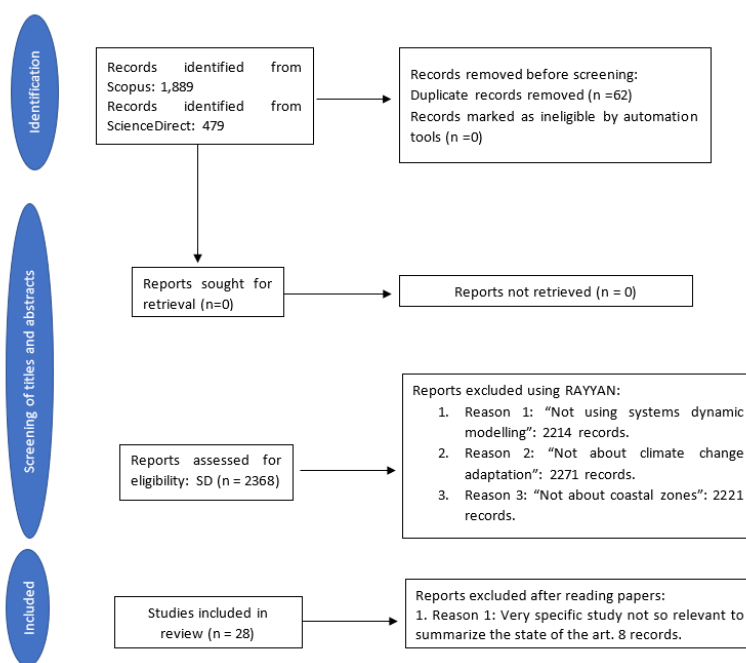 Identification
Records identified from
Scopus: 1,889
Records identified from
ScienceDirect: 479
Records removed before screening:
Duplicate records removed (n =62)
Records marked as ineligible by automation
tools (n =0)
Screening of titles and abstracts
Reports sought for
retrieval (n=0)
Reports not retrieved (n = 0)
Reports assessed for
eligibility: SD (n = 2368)
Reports excluded using RAYYAN:
1. Reason 1: “Not using systems dynamic
modelling”: 2214 records.
2. Reason 2: “Not about climate change
adaptation”: 2271 records.
3. Reason 3: “Not about coastal zones”: 2221
records.
Included
Studies included in
review (n = 28)
Reports excluded after reading papers:
1. Reason 1: Very specific study not so relevant to
summarize the state of the art. 8 records.